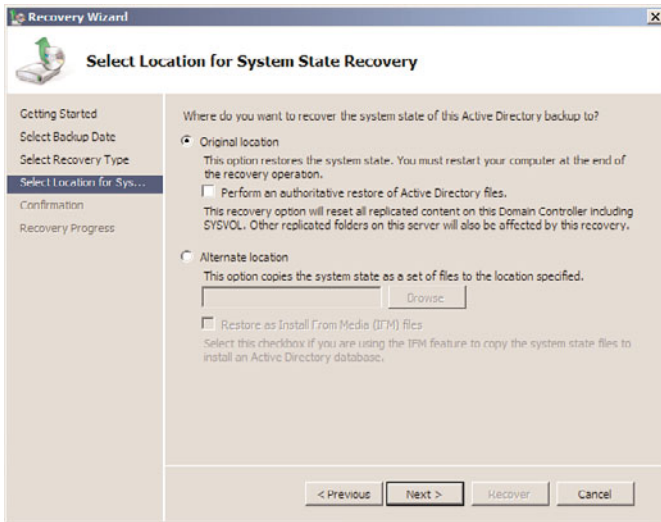 Recovery Wizard
Select Location for System State Recovery
Getting Started
Select Backup Date
Select Recovery Type
Select Location for Sys...
Confirmation
Recovery Progress
Where do you want to recover the system state of this Active Directory backup to?
Original location
This option restores the system state. You must restart your computer at the end of
the recovery operation.
Perform an authoritative restore of Active Directory files.
This recovery option will reset all replicated content on this Domain Controller including
SYSVOL. Other replicated folders on this server will also be affected by this recovery.
Alternate location
This option copies the system state as a set of files to the location specified.
Browse
Restore as Install From Media (IFM) files
Select this checkbox if you are using the IFM feature to copy the system state files to
install an Active Directory database.
< Previous
Next >
Recover
Cancel